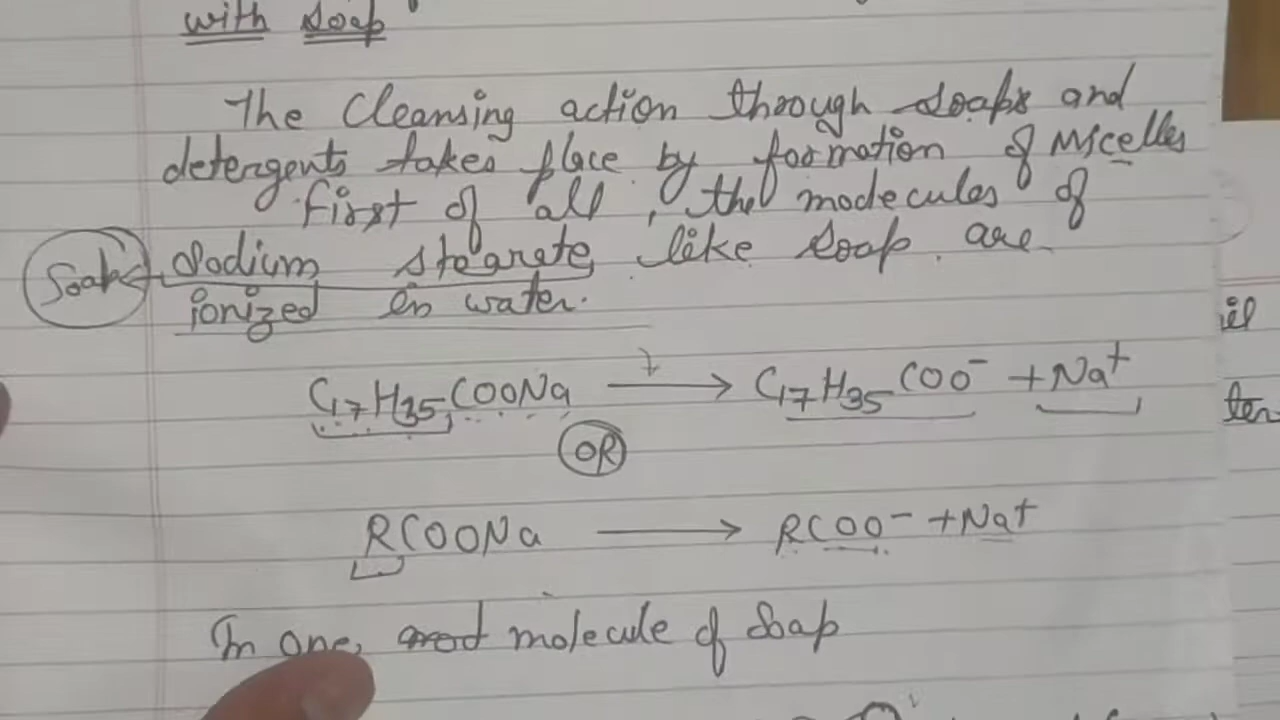 with soap
The Cleansing action through soaps and
detergents takes place by formation of Micelles
First of all, the molecules of
Soap Sodium stearate like soap are
ionized in water.
C₁₇H₃₅COONa → C₁₇H₃₅COO⁻ + Na⁺
OR
RCOONa → RCOO⁻ + Na⁺
In one molecule of Soap